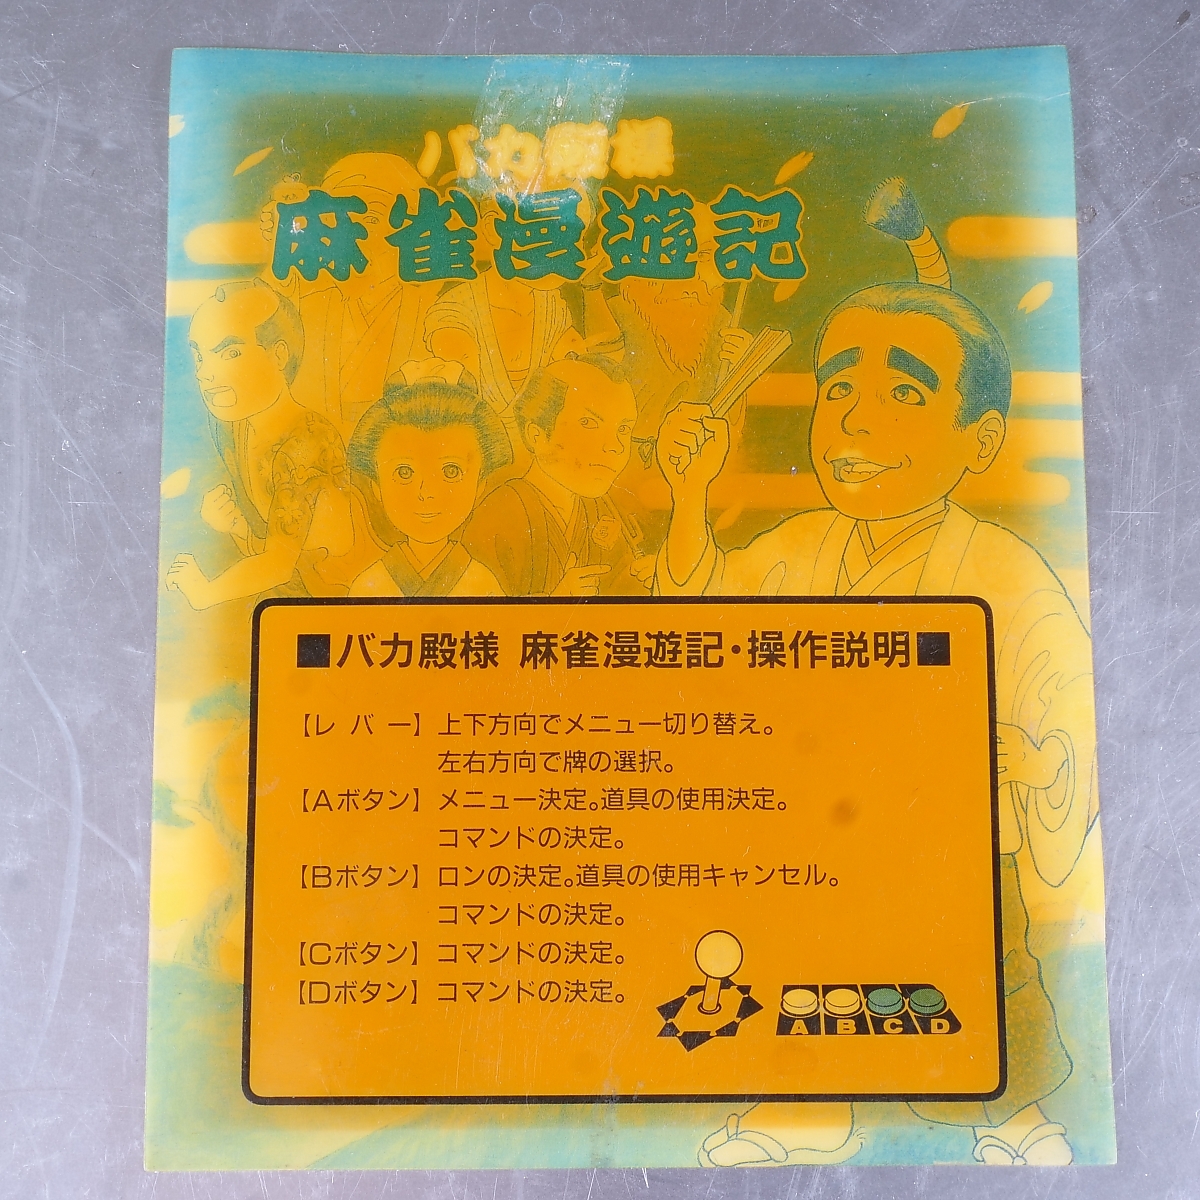 バカ殿様
麻雀漫遊記
■バカ殿様 麻雀漫遊記・操作説明■
【レバー】上下方向でメニュー切り替え。
左右方向で牌の選択。
【Aボタン】メニュー決定。道具の使用決定。
コマンドの決定。
【Bボタン】ロンの決定。道具の使用キャンセル。
コマンドの決定。
【Cボタン】コマンドの決定。
【Dボタン】コマンドの決定。
A B C D